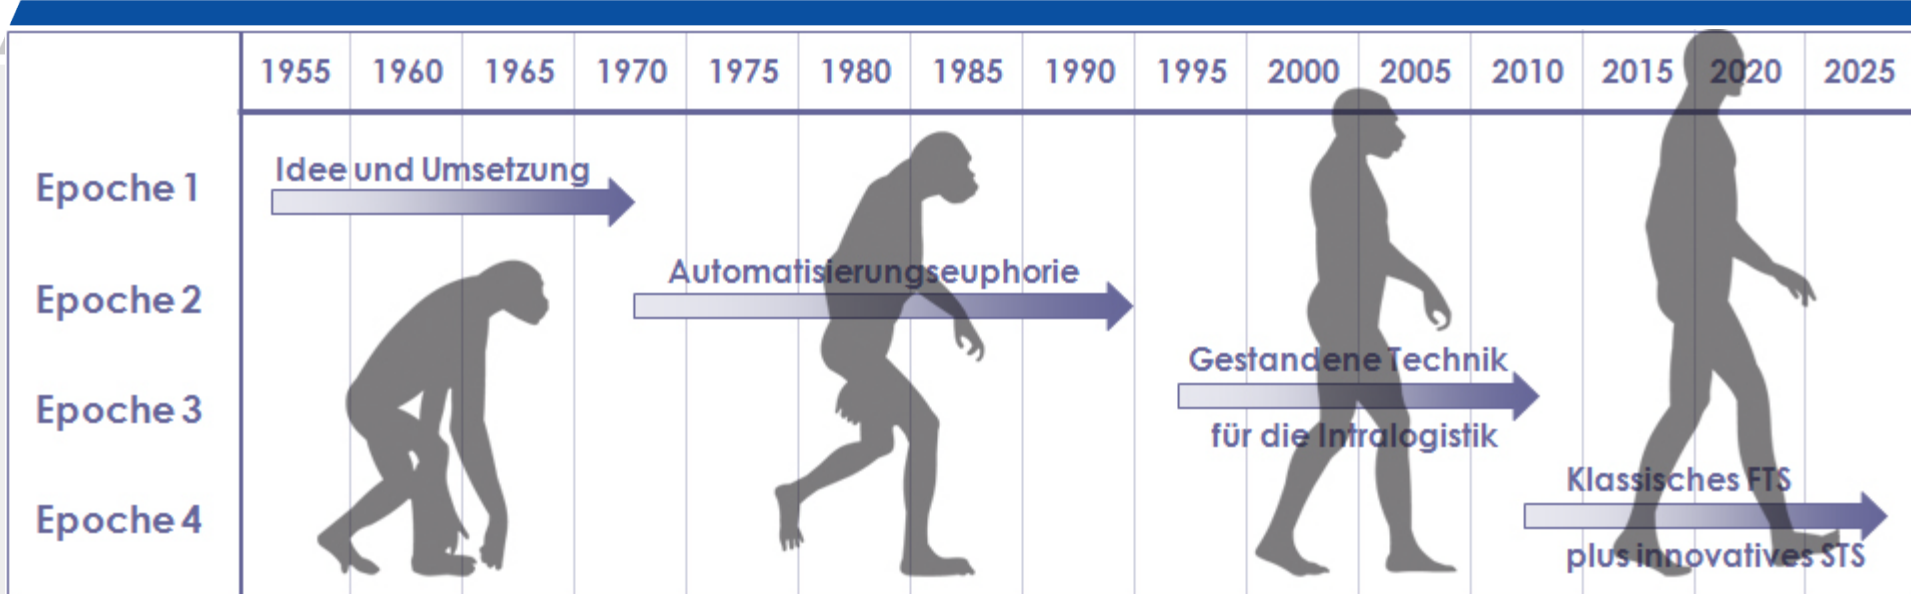 1955 1960 1965 1970 1975 1980 1985 1990 1995 2000 2005 2010 2015 2020 2025
Epoche 1
Idee und Umsetzung
Epoche 2
Automatisierungseuphorie
Epoche 3
Gestandene Technik
für die Intralogistik
Epoche 4
Klassisches FTS
plus innovatives STS